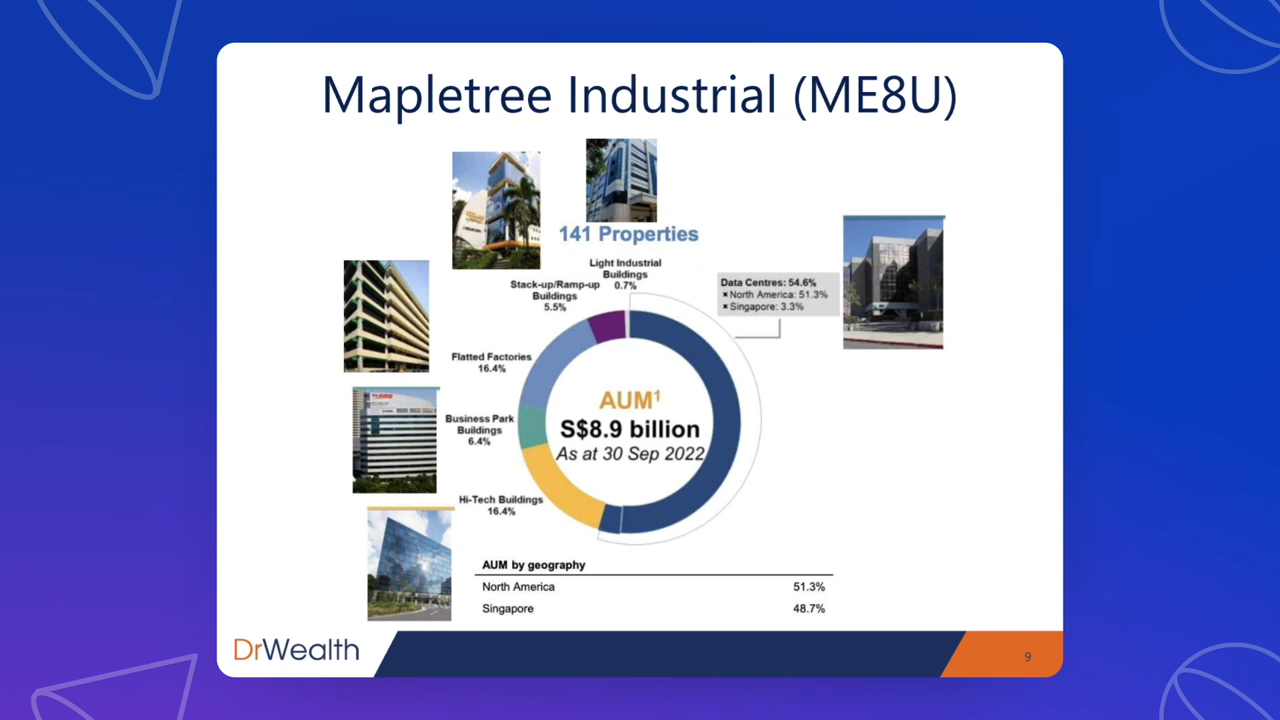 Mapletree Industrial (ME8U)
141 Properties
Light Industrial
Buildings
0.7%
Stack-up/Ramp-up
Buildings
5.5%
Data Centres: 54.6%
North America: 51.3%
Singapore: 3.3%
Flatted Factories
16.4%
Business Park
Buildings
6.4%
Hi-Tech Buildings
16.4%
AUM¹
S$8.9 billion
As at 30 Sep 2022
AUM by geography
North America 51.3%
Singapore 48.7%
DrWealth
9